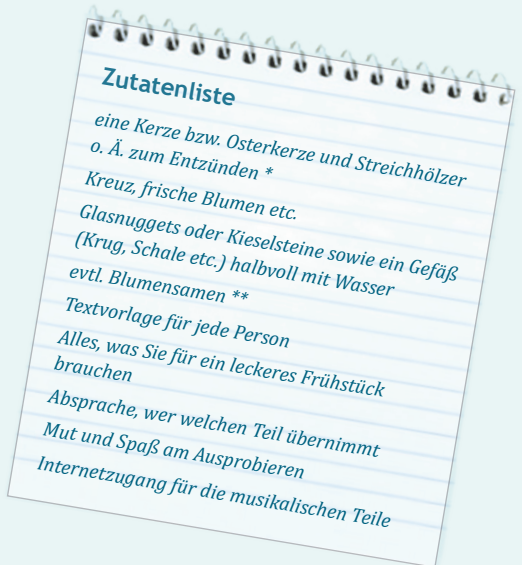 Zutatenliste
eine Kerze bzw. Osterkerze und Streichhölzer
o. Ä. zum Entzünden *
Kreuz, frische Blumen etc.
Glasnuggets oder Kieselsteine sowie ein Gefäß
(Krug, Schale etc.) halbvoll mit Wasser
evtl. Blumensamen **
Textvorlage für jede Person
Alles, was Sie für ein leckeres Frühstück
brauchen
Absprache, wer welchen Teil übernimmt
Mut und Spaß am Ausprobieren
Internetzugang für die musikalischen Teile